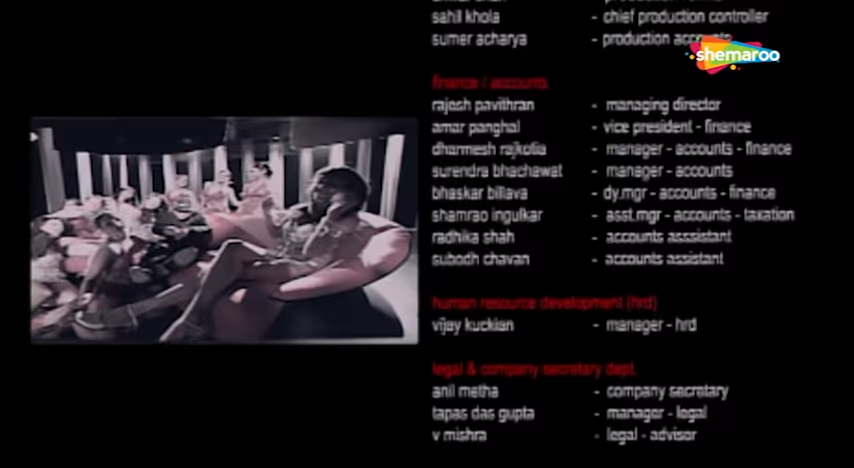 sahil khola - chief production controller
sumer acharya - production accounts
shemaroo
finance / accounts
rajesh pavithran - managing director
amar panghal - vice president - finance
dharmesh rajkotia - manager - accounts - finance
surendra bhachawat - manager - accounts
bhaskar billava - dy.mgr - accounts - finance
shamrao ingulkar - asst.mgr - accounts - taxation
radhika shah - accounts asssistant
subodh chavan - accounts assistant
human resource development (hrd)
vijay kuckian - manager - hrd
legal & company secretary dept.
anil metha - company secretary
tapas das gupta - manager - legal
v mishra - legal - advisor